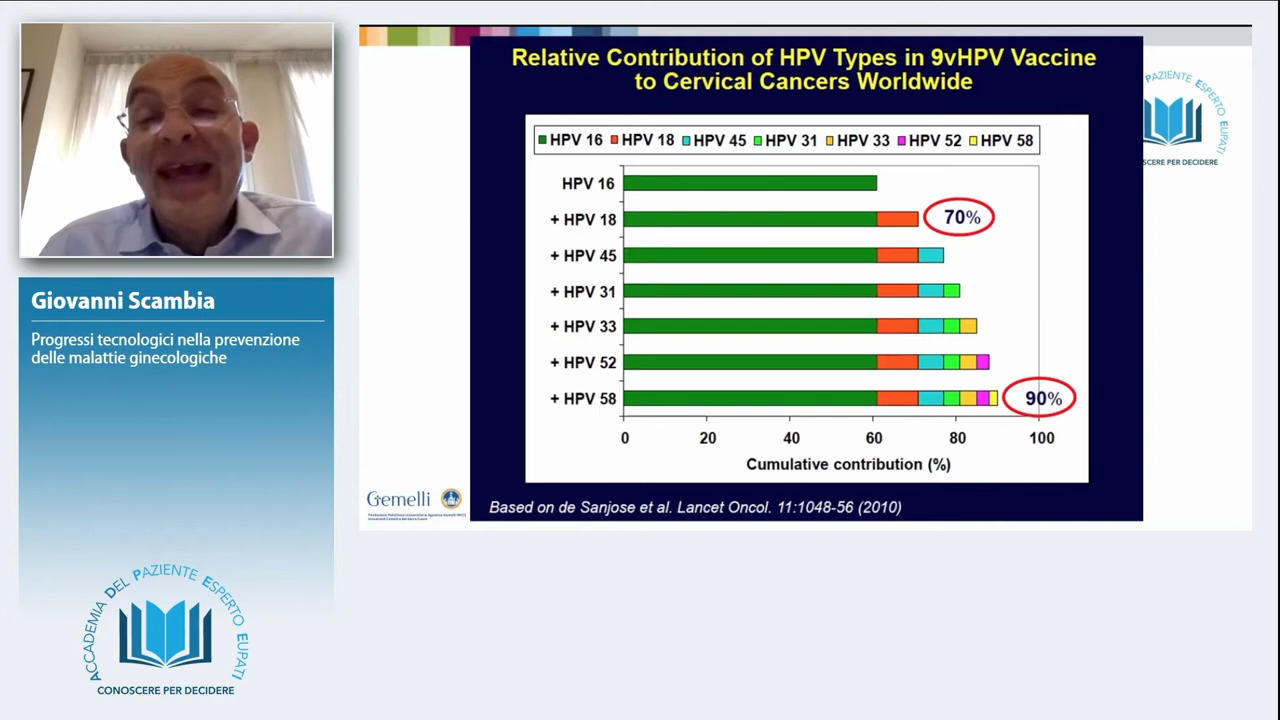 Relative Contribution of HPV Types in 9vHPV Vaccine
to Cervical Cancers Worldwide
HPV 16 HPV 18 HPV 45 HPV 31 HPV 33 HPV 52 HPV 58
HPV 16
+ HPV 18
70%
+ HPV 45
+ HPV 31
+ HPV 33
+ HPV 52
+ HPV 58
90%
0 20 40 60 80 100
Cumulative contribution (%)
Based on de Sanjose et al. Lancet Oncol. 11:1048-56 (2010)
Gemelli
PAZIENTE ESPERTO EUPATI
SCERE PER DECIDERE
Giovanni Scambia
Progressi tecnologici nella prevenzione
delle malattie ginecologiche
ACCADEMIA DEL PAZIENTE ESPERTO EUPATI
CONOSCERE PER DECIDERE